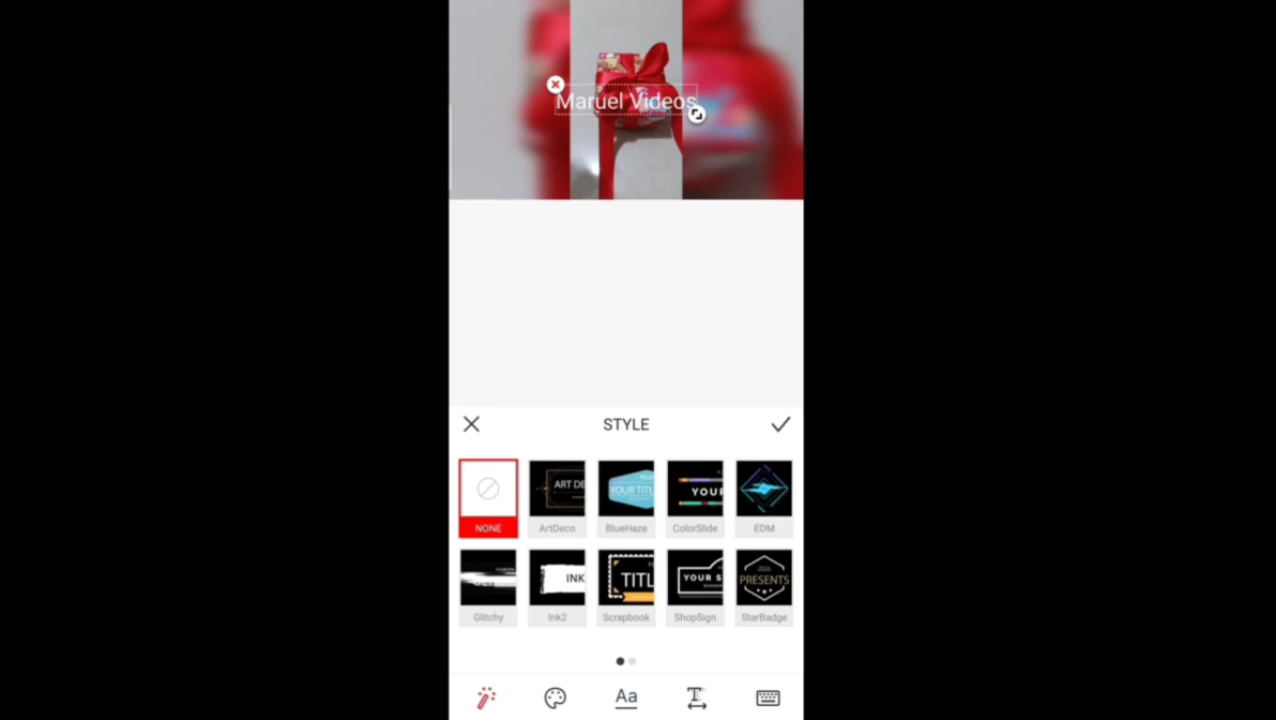 Maruel Videos
STYLE
ART DE
YOUR TITL
YOUR
NONE
ArtDeco
BlueHaze
ColorSlide
EDM
INK
TITL
YOUR S
PRESENTS
Glitchy
Ink2
Scrapbook
ShopSign
StarBadge
Aa
T